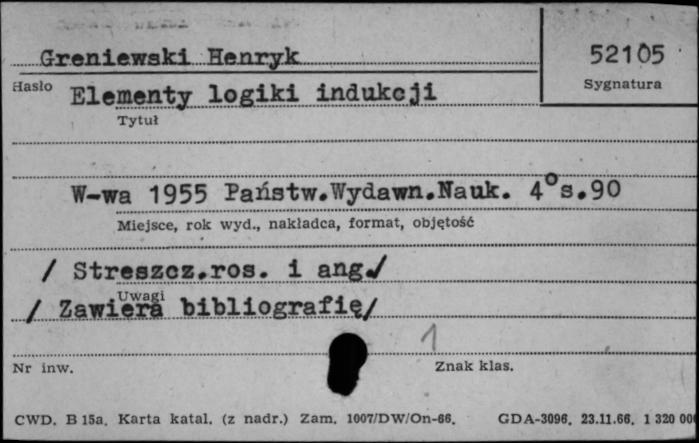 Greniewski Henryk
52105
Hasło
Sygnatura
Elementy logiki indukcji
Tytuł
W-wa 1955 Państw.Wydawn.Nauk. 4° s.90
Miejsce, rok wyd., nakładca, format, objętość
/ Streszcz.ros. i ang./
Uwagi
/ Zawiera bibliografię/
1
Nr inw.
Znak klas.
CWD. B 15a. Karta katal. (z nadr.) Zam. 1007/DW/On-66. GDA-3096. 23.11.66. 1 320